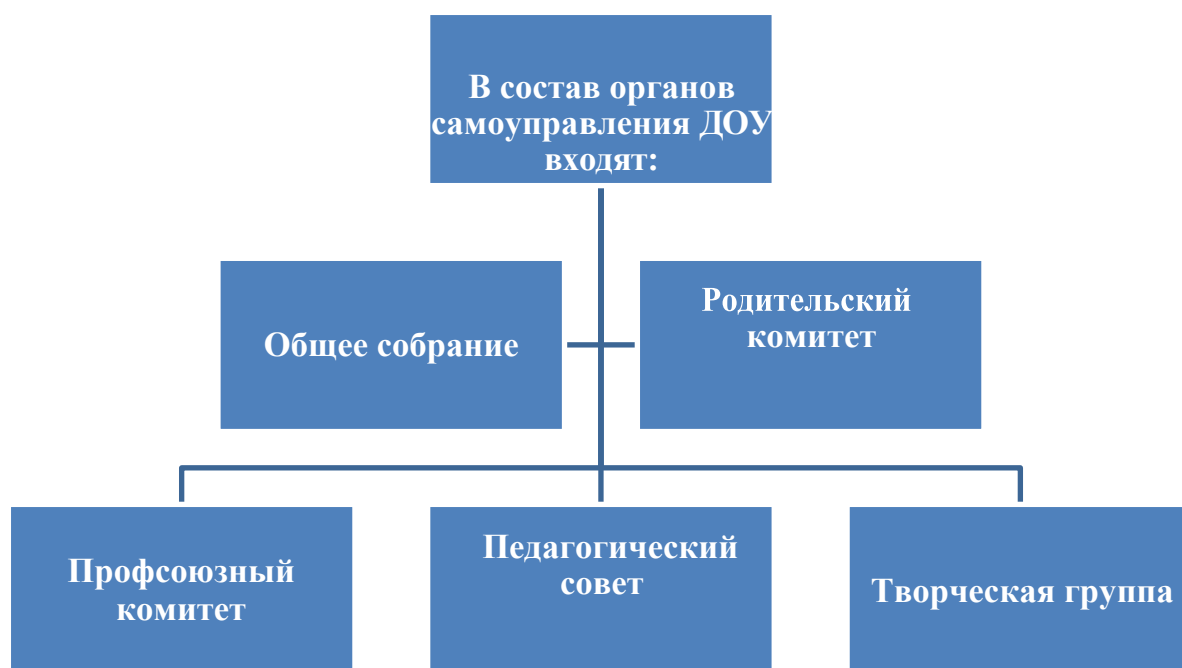 В состав органов
самоуправления ДОУ
входят:
Общее собрание
Родительский
комитет
Профсоюзный
комитет
Педагогический
совет
Творческая группа